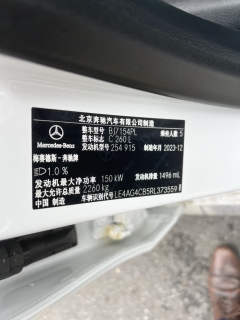 北京奔驰汽车有限公司制造
Mercedes-Benz
整车型号 BJ7154PL 乘坐人数 5
整车型号标志 C 260 L
发动机型号 254 915 制造年月 2023-12
梅赛德斯-奔驰牌
1.0 %
发动机最大净功率 150 kW 发动机排量 1496 mL
最大允许总质量 2260 kg
车辆识别代号 LE4AG4CB5RL373559
中国 制造